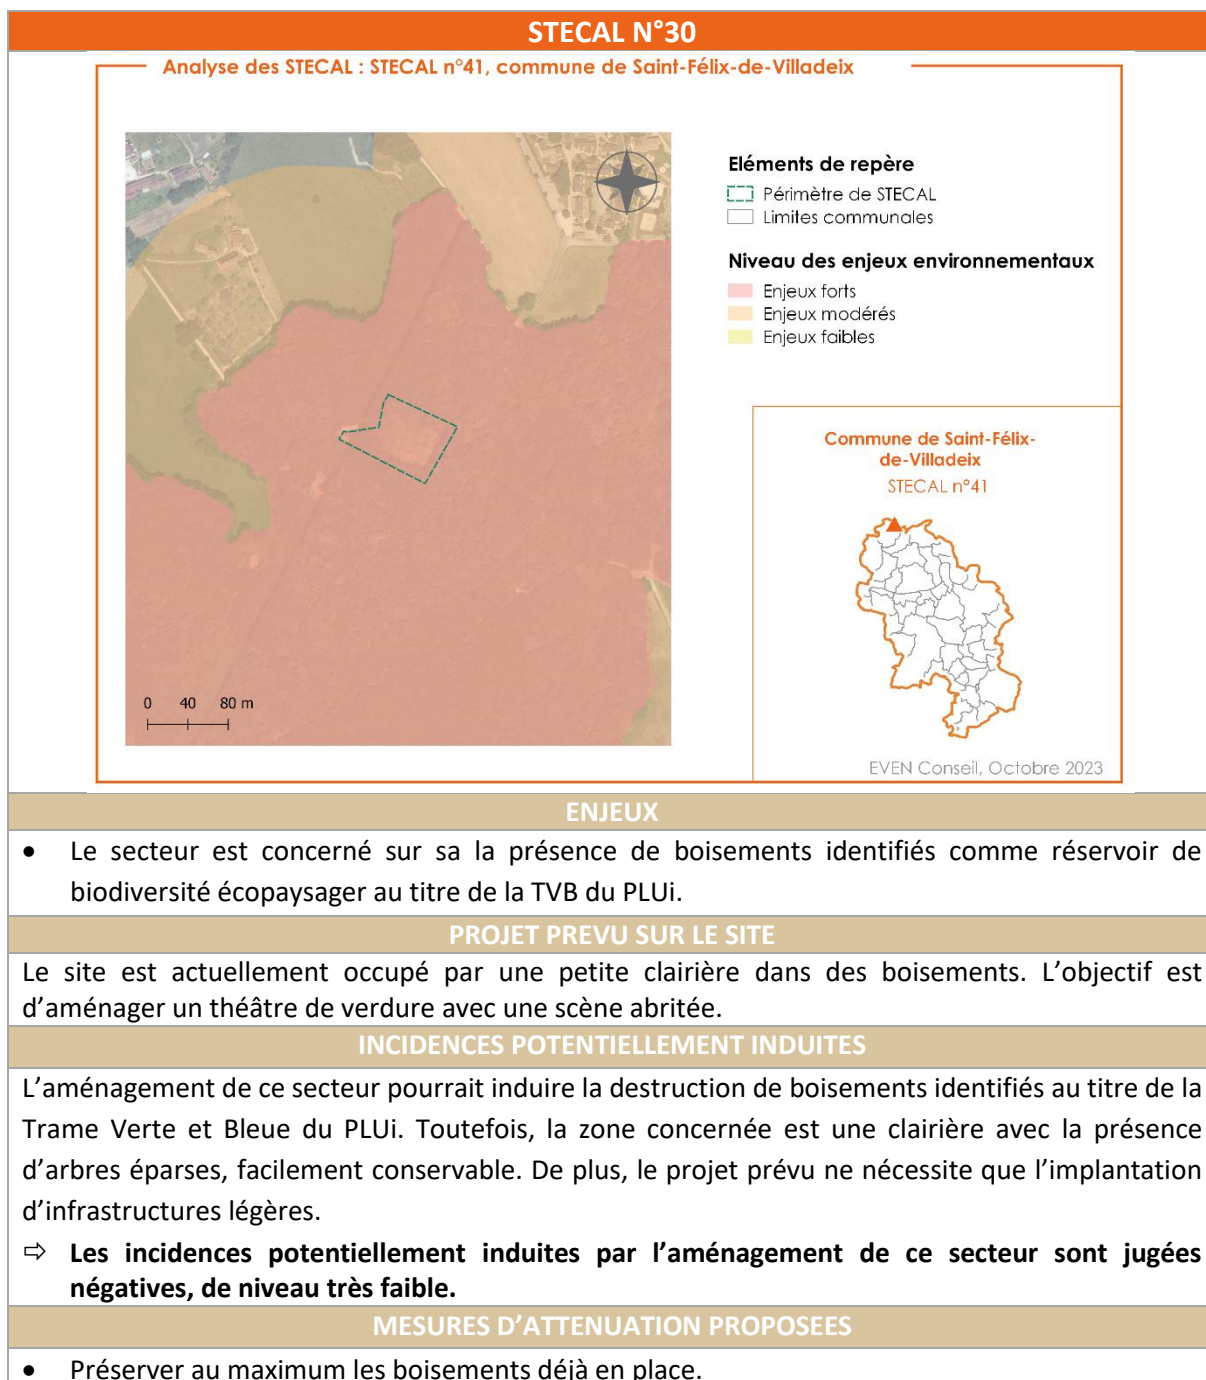 STECAL N°30
Analyse des STECAL : STECAL n°41, commune de Saint-Félix-de-Villadeix
Eléments de repère
Périmètre de STECAL
Limites communales
Niveau des enjeux environnementaux
Enjeux forts
Enjeux modérés
Enjeux faibles
0 40 80 m
Commune de Saint-Félix-
de-Villadeix
STECAL n°41
EVEN Conseil, Octobre 2023
ENJEUX
• Le secteur est concerné sur sa la présence de boisements identifiés comme réservoir de
biodiversité écopaysager au titre de la TVB du PLUi.
PROJET PREVU SUR LE SITE
Le site est actuellement occupé par une petite clairière dans des boisements. L’objectif est
d’aménager un théâtre de verdure avec une scène abritée.
INCIDENCES POTENTIELLEMENT INDUITES
L’aménagement de ce secteur pourrait induire la destruction de boisements identifiés au titre de la
Trame Verte et Bleue du PLUi. Toutefois, la zone concernée est une clairière avec la présence
d’arbres éparses, facilement conservable. De plus, le projet prévu ne nécessite que l’implantation
d’infrastructures légères.
⇨ Les incidences potentiellement induites par l’aménagement de ce secteur sont jugées
négatives, de niveau très faible.
MESURES D’ATTENUATION PROPOSEES
• Préserver au maximum les boisements déjà en place.